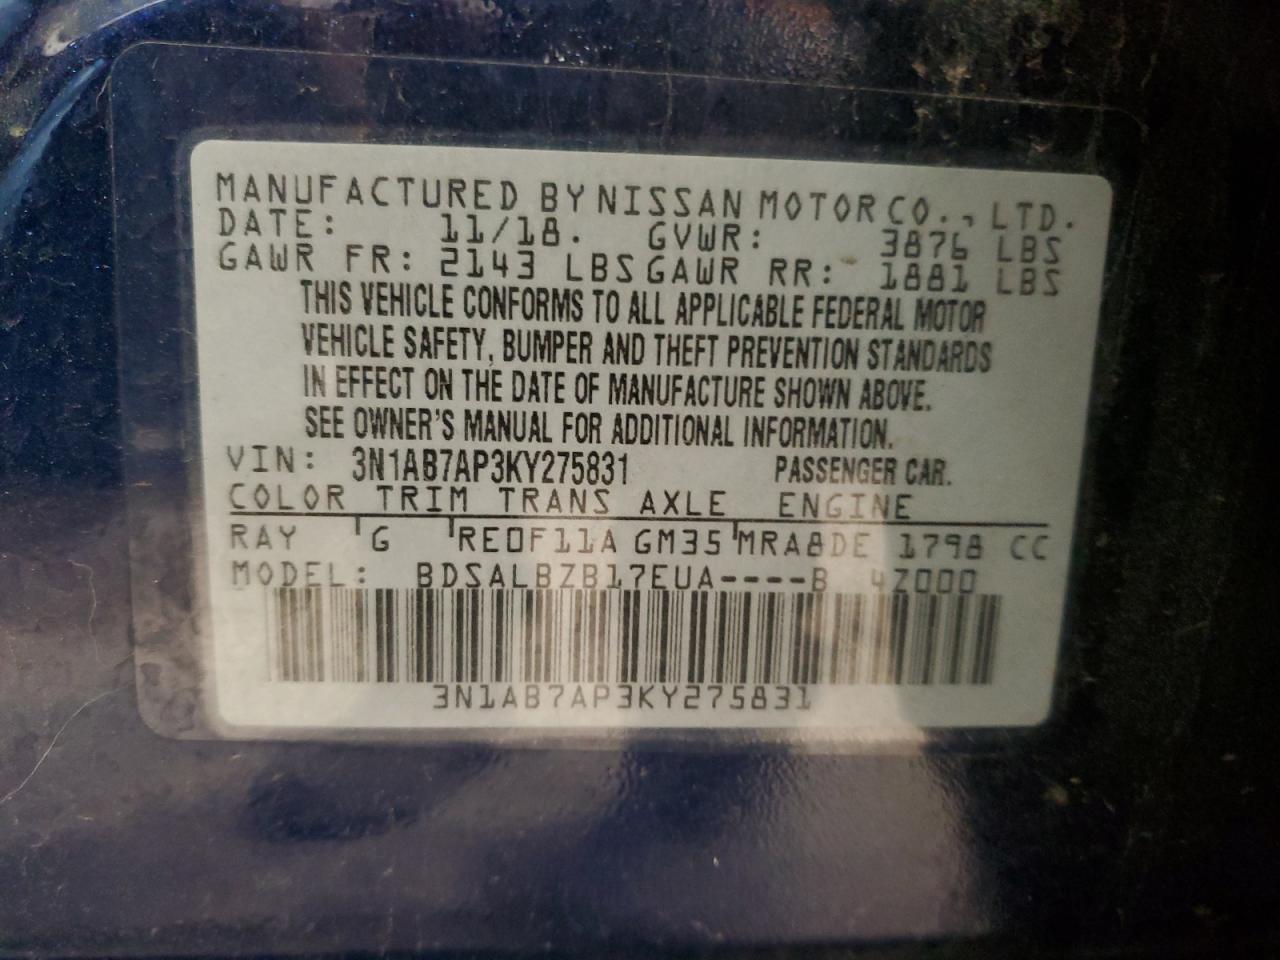 MANUFACTURED BY NISSAN MOTOR CO., LTD.
DATE: 11/18. GVWR: 3876 LBS
GAWR FR: 2143 LBS GAWR RR: 1881 LBS
THIS VEHICLE CONFORMS TO ALL APPLICABLE FEDERAL MOTOR
VEHICLE SAFETY, BUMPER AND THEFT PREVENTION STANDARDS
IN EFFECT ON THE DATE OF MANUFACTURE SHOWN ABOVE.
SEE OWNER'S MANUAL FOR ADDITIONAL INFORMATION.
VIN: 3N1AB7AP3KY275831 PASSENGER CAR.
COLOR TRIM TRANS AXLE ENGINE
RAY G RE0F11A GM35 MRA8DE 1798 CC
MODEL: BDSALBZB17EUA----B 4Z000
3N1AB7AP3KY275831